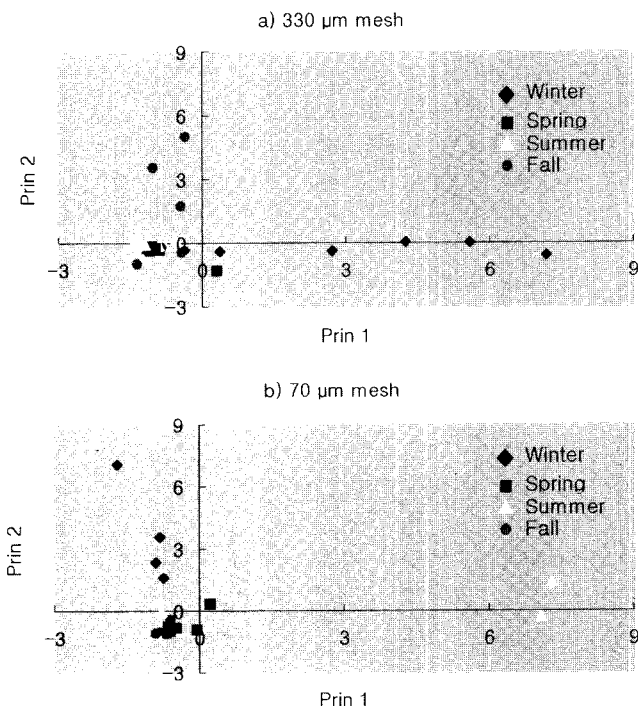 a) 330 µm mesh
9
6
3
0
−3
Prin 2
Winter
Spring
Summer
Fall
−3
0
3
6
9
Prin 1
b) 70 µm mesh
9
6
3
0
−3
Prin 2
Winter
Spring
Summer
Fall
−3
0
3
6
9
Prin 1